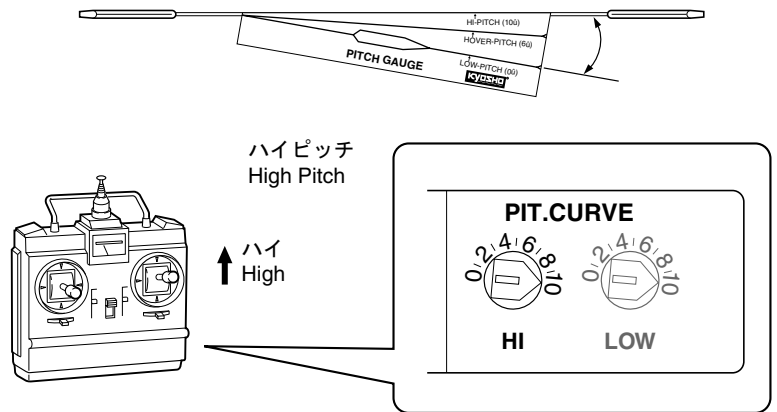 HI-PITCH (10û)
HOVER-PITCH (6û)
LOW-PITCH (0û)
PITCH GAUGE
KYOSHO
ハイピッチ
High Pitch
ハイ
High
PIT.CURVE
0 2 4 6 8 10
0 2 4 6 8 10
HI
LOW